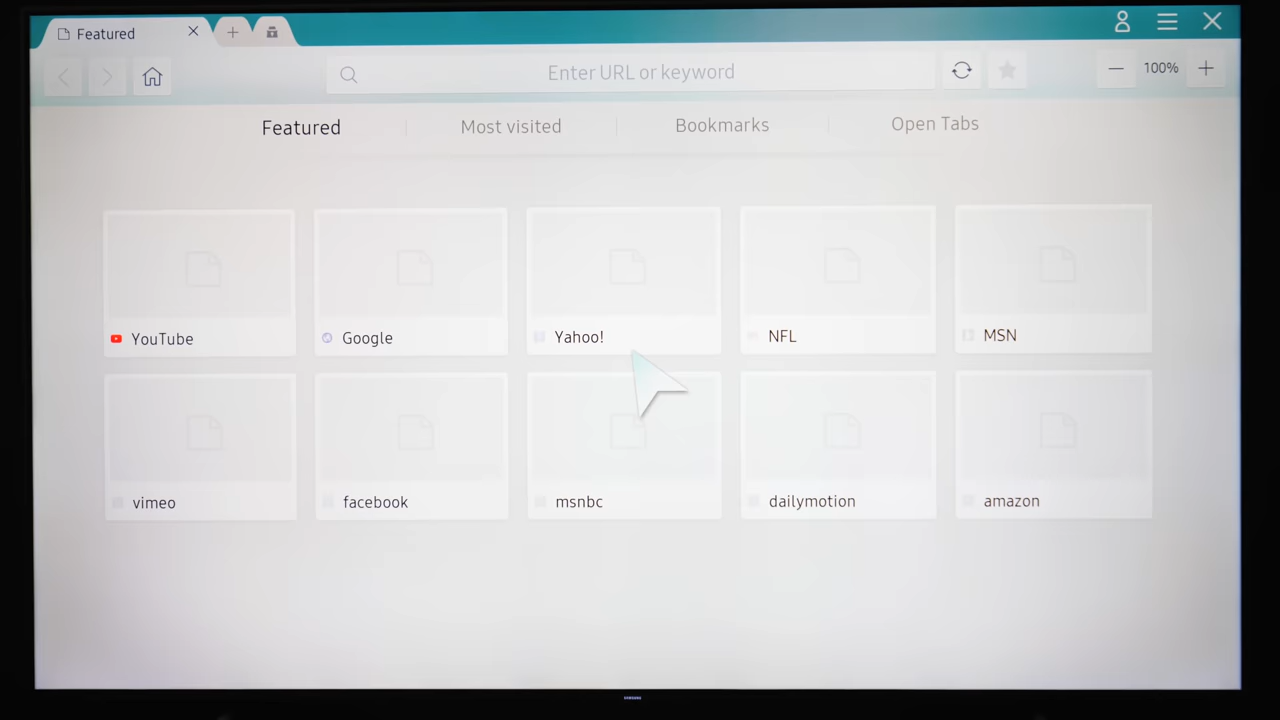 Featured
Enter URL or keyword
100%
Featured
Most visited
Bookmarks
Open Tabs
YouTube
Google
Yahoo!
NFL
MSN
vimeo
facebook
msnbc
dailymotion
amazon
SAMSUNG